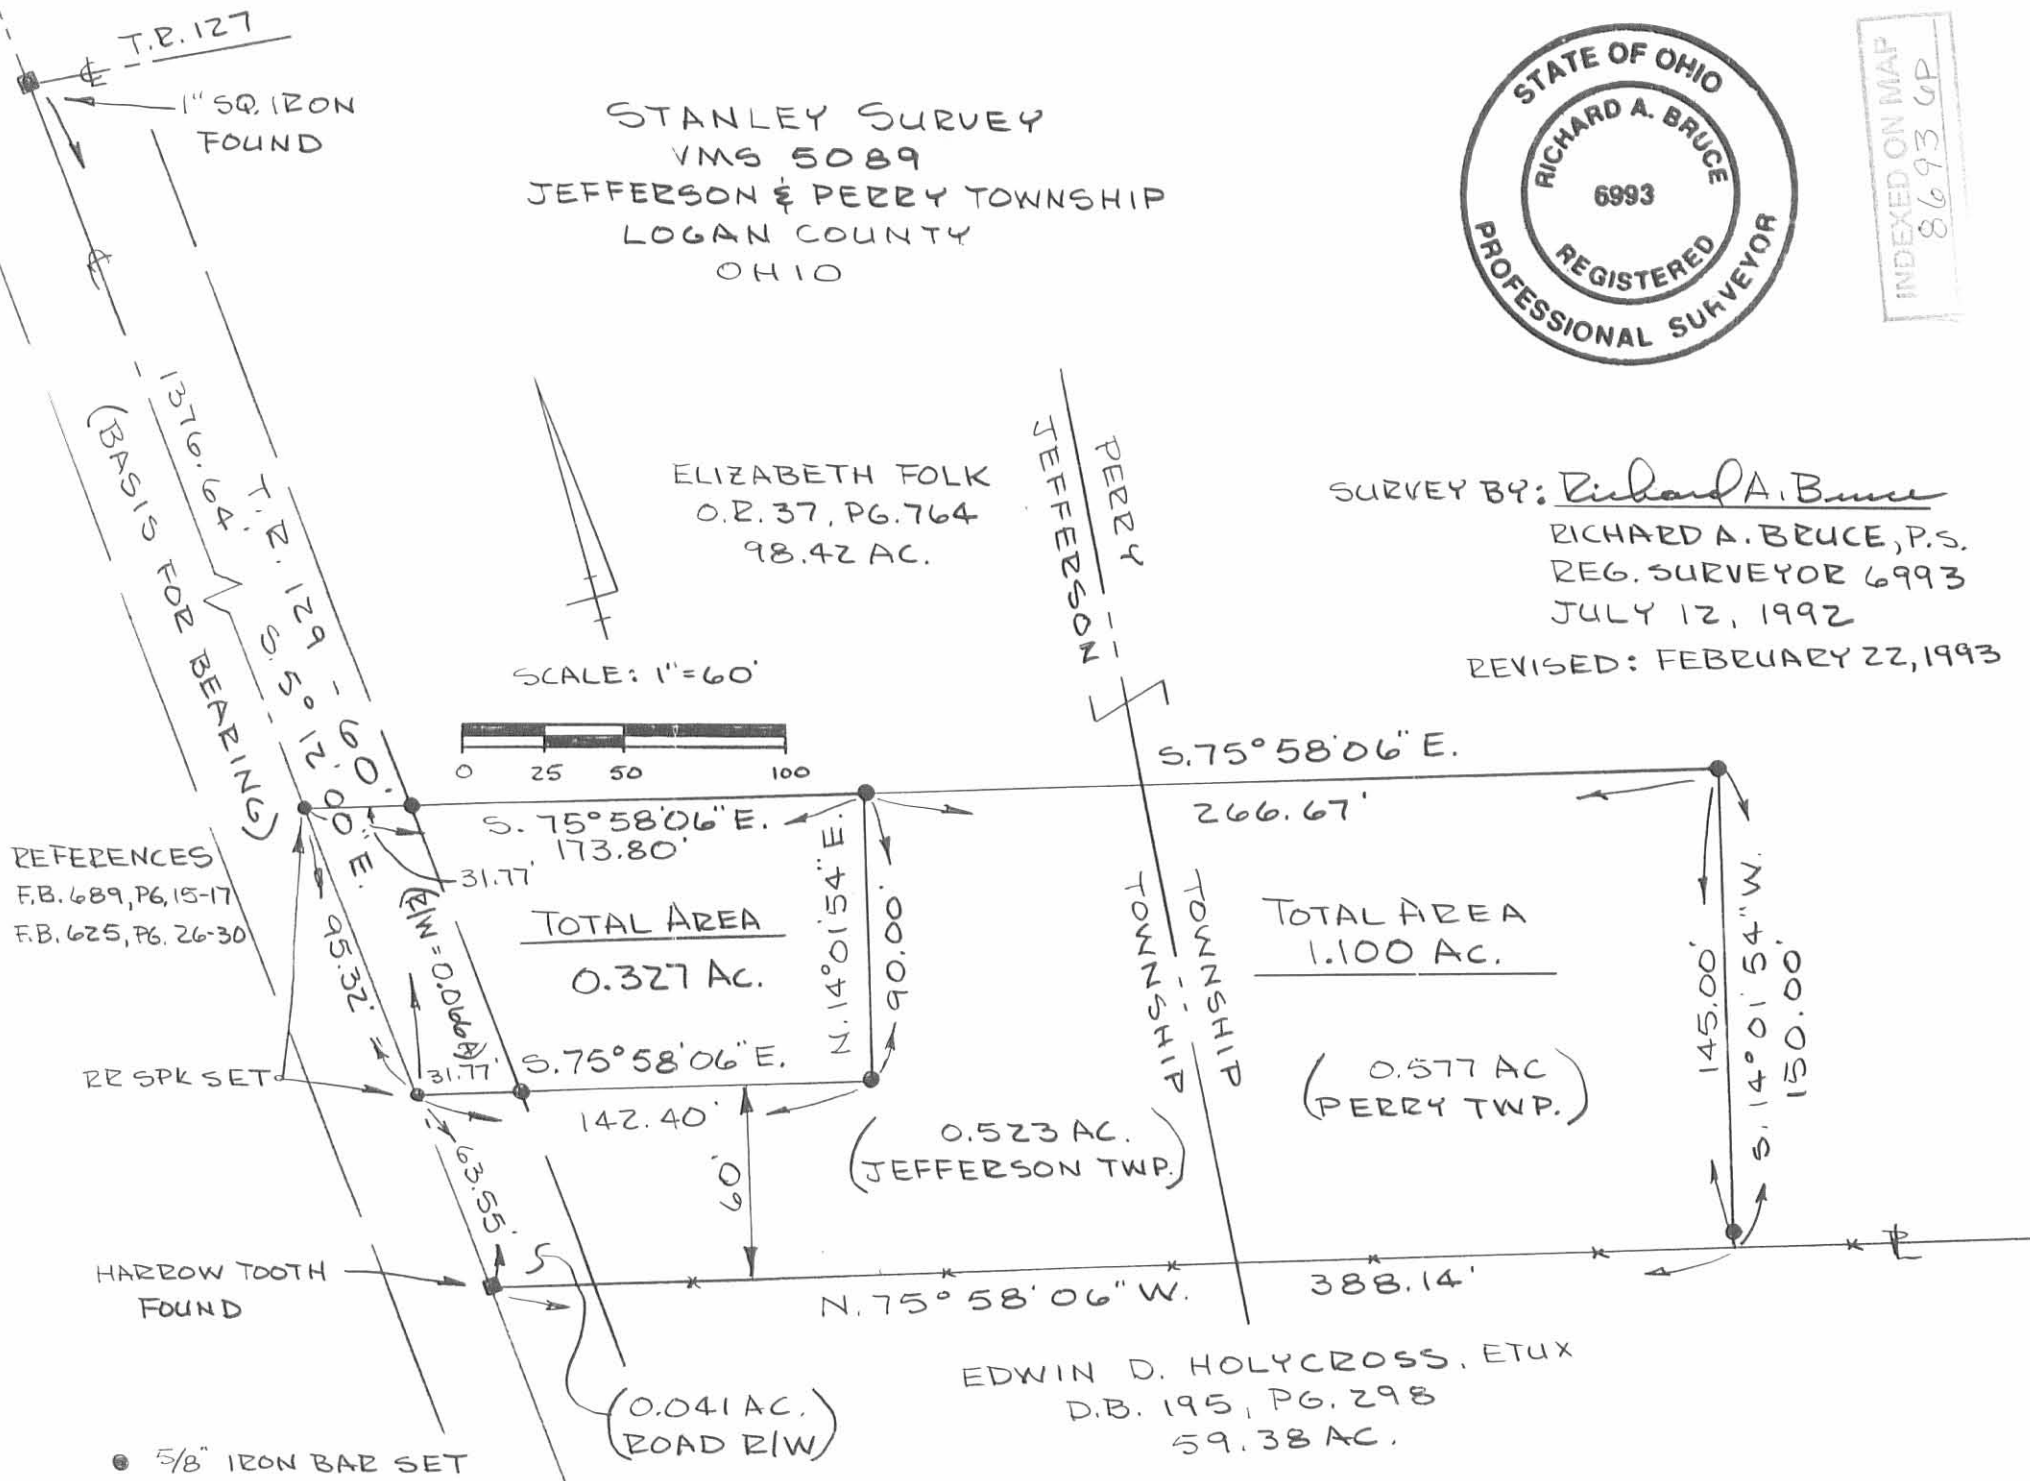 T.R. 127
1" SQ. IRON
FOUND
STANLEY SURVEY
VMS 5089
JEFFERSON & PERRY TOWNSHIP
LOGAN COUNTY
OHIO
STATE OF OHIO
RICHARD A. BRUCE
6993
REGISTERED
PROFESSIONAL SURVEYOR
INDEXED ON MAP
8693 6P
1376.64'
T.R. 129 - 60'
S. 5° 12' 00" E.
(BASIS FOR BEARING)
ELIZABETH FOLK
O.R. 37, PG. 764
98.42 AC.
PERRY
JEFFERSON
SURVEY BY: Richard A. Bruce
RICHARD A. BRUCE, P.S.
REG. SURVEYOR 6993
JULY 12, 1992
REVISED: FEBRUARY 22, 1993
SCALE: 1"=60'
0 25 50 100
S. 75° 58' 06" E.
173.80'
31.77'
S. 75° 58' 06" E.
266.67'
REFERENCES
F.B. 689, PG. 15-17
F.B. 625, PG. 26-30
95.32'
(R/W = 0.066A)
TOTAL AREA
0.327 AC.
N. 14° 01' 54" E.
90.00'
TOWNSHIP
TOWNSHIP
TOTAL AREA
1.100 AC.
145.00'
S. 14° 01' 54" W.
150.00'
RR SPK SET
31.77'
S. 75° 58' 06" E.
142.40'
60'
0.523 AC.
(JEFFERSON TWP.)
0.577 AC
(PERRY TWP.)
63.55'
HARROW TOOTH
FOUND
N. 75° 58' 06" W.
388.14'
PL
(0.041 AC.
ROAD R/W)
EDWIN D. HOLYCROSS, ETUX
D.B. 195, PG. 298
59.38 AC.
5/8" IRON BAR SET